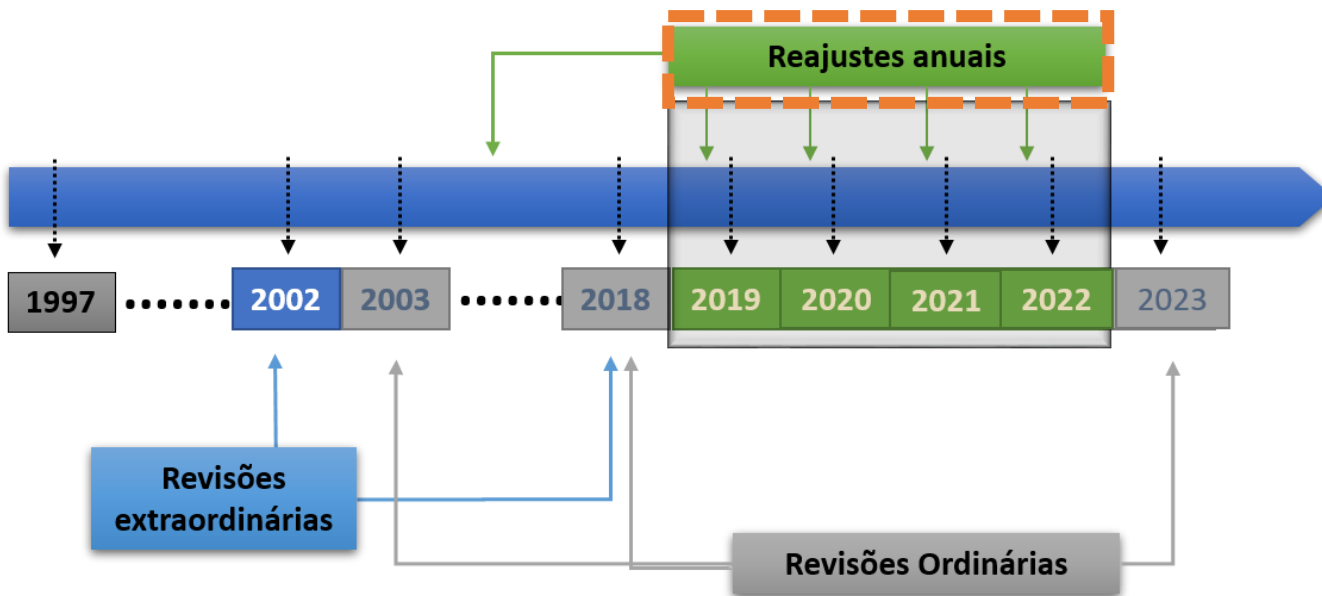 Reajustes anuais
1997
2002
2003
2018
2019
2020
2021
2022
2023
Revisões
extraordinárias
Revisões Ordinárias